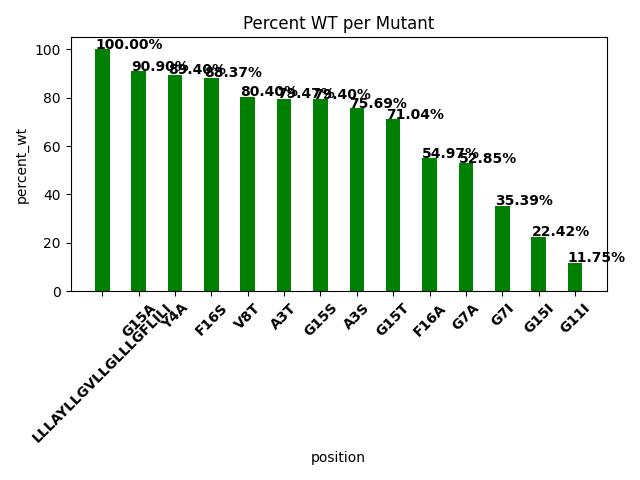 Percent WT per Mutant
percent_wt
100
80
60
40
20
0
100.00%
90.90%
89.40%
88.37%
80.40%
79.47%
79.40%
75.69%
71.04%
54.97%
52.85%
35.39%
22.42%
11.75%
G15A
Y4A
F16S
V8T
A3T
G15S
A3S
G15T
F16A
G7A
G7I
G15I
G11I
position